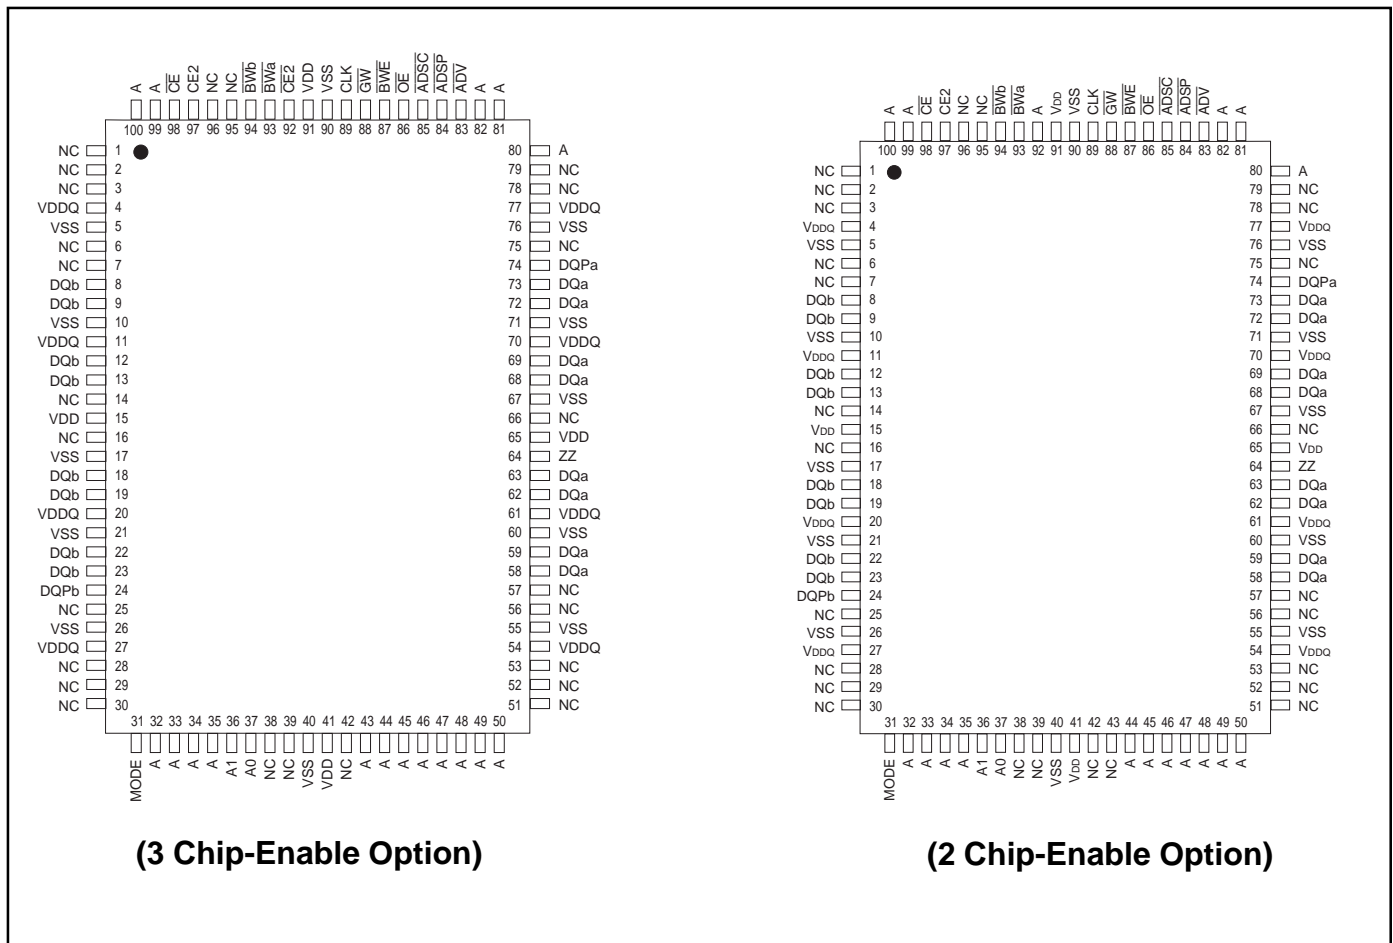 A A CE CE2 NC NC BWb BWa CE2 VDD VSS CLK GW BWE OE ADSC ADSP ADV A A
100 99 98 97 96 95 94 93 92 91 90 89 88 87 86 85 84 83 82 81
NC 1 80 A
NC 2 79 NC
NC 3 78 NC
VDDQ 4 77 VDDQ
VSS 5 76 VSS
NC 6 75 NC
NC 7 74 DQPa
DQb 8 73 DQa
DQb 9 72 DQa
VSS 10 71 VSS
VDDQ 11 70 VDDQ
DQb 12 69 DQa
DQb 13 68 DQa
NC 14 67 VSS
VDD 15 66 NC
NC 16 65 VDD
VSS 17 64 ZZ
DQb 18 63 DQa
DQb 19 62 DQa
VDDQ 20 61 VDDQ
VSS 21 60 VSS
DQb 22 59 DQa
DQb 23 58 DQa
DQPb 24 57 NC
NC 25 56 NC
VSS 26 55 VSS
VDDQ 27 54 VDDQ
NC 28 53 NC
NC 29 52 NC
NC 30 51 NC
31 32 33 34 35 36 37 38 39 40 41 42 43 44 45 46 47 48 49 50
MODE A A A A A1 A0 NC NC VSS VDD NC A A A A A A A A
(3 Chip-Enable Option)
A A CE CE2 NC NC BWb BWa A VDD VSS CLK GW BWE OE ADSC ADSP ADV A A
100 99 98 97 96 95 94 93 92 91 90 89 88 87 86 85 84 83 82 81
NC 1 80 A
NC 2 79 NC
NC 3 78 NC
VDDQ 4 77 VDDQ
VSS 5 76 VSS
NC 6 75 NC
NC 7 74 DQPa
DQb 8 73 DQa
DQb 9 72 DQa
VSS 10 71 VSS
VDDQ 11 70 VDDQ
DQb 12 69 DQa
DQb 13 68 DQa
NC 14 67 VSS
VDD 15 66 NC
NC 16 65 VDD
VSS 17 64 ZZ
DQb 18 63 DQa
DQb 19 62 DQa
VDDQ 20 61 VDDQ
VSS 21 60 VSS
DQb 22 59 DQa
DQb 23 58 DQa
DQPb 24 57 NC
NC 25 56 NC
VSS 26 55 VSS
VDDQ 27 54 VDDQ
NC 28 53 NC
NC 29 52 NC
NC 30 51 NC
31 32 33 34 35 36 37 38 39 40 41 42 43 44 45 46 47 48 49 50
MODE A A A A A1 A0 NC NC VSS VDD NC NC A A A A A A A
(2 Chip-Enable Option)